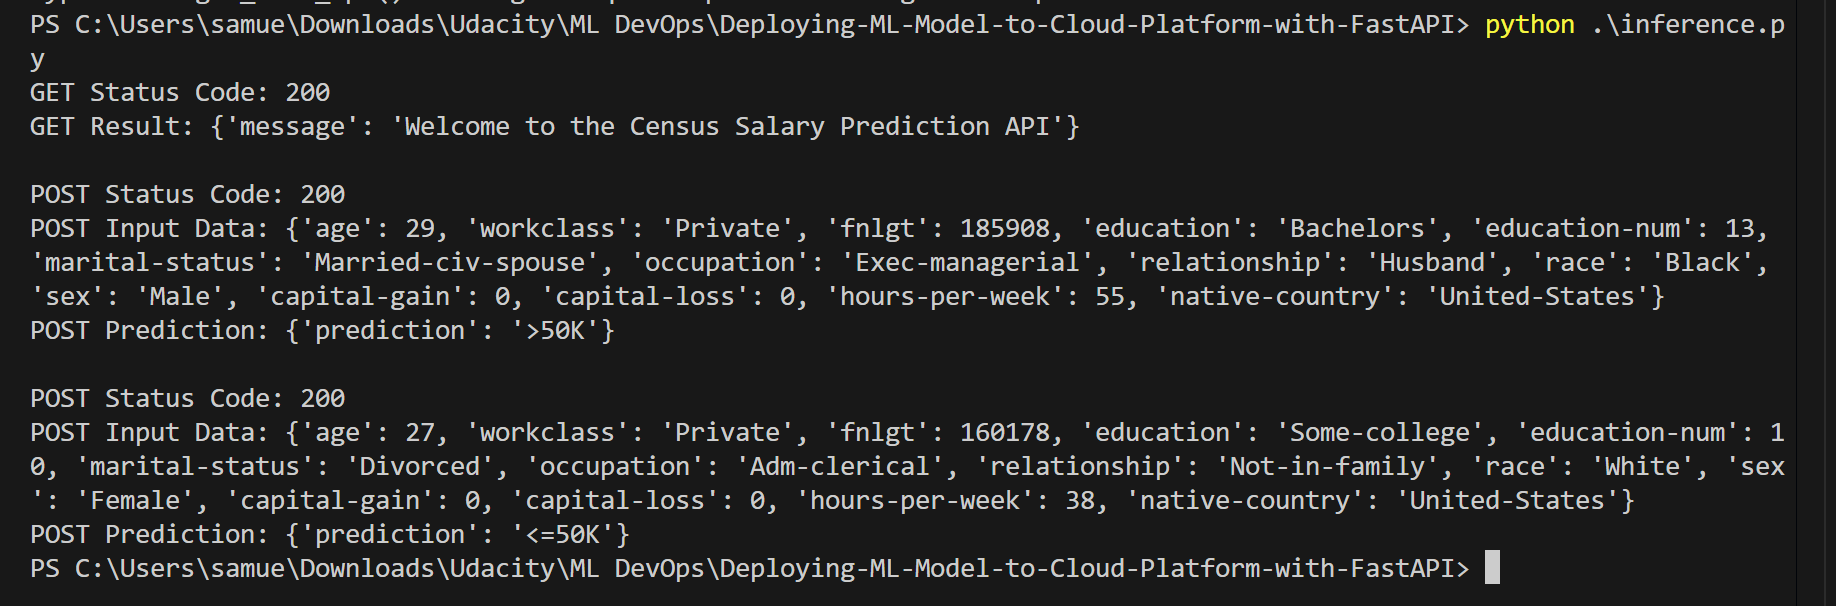 PS C:\Users\samue\Downloads\Udacity\ML DevOps\Deploying-ML-Model-to-Cloud-Platform-with-FastAPI> python .\inference.p
y
GET Status Code: 200
GET Result: {'message': 'Welcome to the Census Salary Prediction API'}
POST Status Code: 200
POST Input Data: {'age': 29, 'workclass': 'Private', 'fnlgt': 185908, 'education': 'Bachelors', 'education-num': 13,
'marital-status': 'Married-civ-spouse', 'occupation': 'Exec-managerial', 'relationship': 'Husband', 'race': 'Black',
'sex': 'Male', 'capital-gain': 0, 'capital-loss': 0, 'hours-per-week': 55, 'native-country': 'United-States'}
POST Prediction: {'prediction': '>50K'}
POST Status Code: 200
POST Input Data: {'age': 27, 'workclass': 'Private', 'fnlgt': 160178, 'education': 'Some-college', 'education-num': 1
0, 'marital-status': 'Divorced', 'occupation': 'Adm-clerical', 'relationship': 'Not-in-family', 'race': 'White', 'sex
': 'Female', 'capital-gain': 0, 'capital-loss': 0, 'hours-per-week': 38, 'native-country': 'United-States'}
POST Prediction: {'prediction': '<=50K'}
PS C:\Users\samue\Downloads\Udacity\ML DevOps\Deploying-ML-Model-to-Cloud-Platform-with-FastAPI>